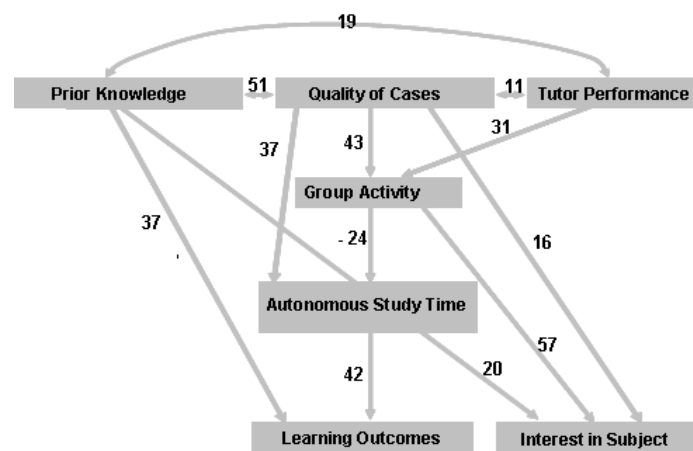 19
Prior Knowledge 51 Quality of Cases 11 Tutor Performance
37 43 31
Group Activity
37 - 24 16
Autonomous Study Time
42 20 57
Learning Outcomes Interest in Subject